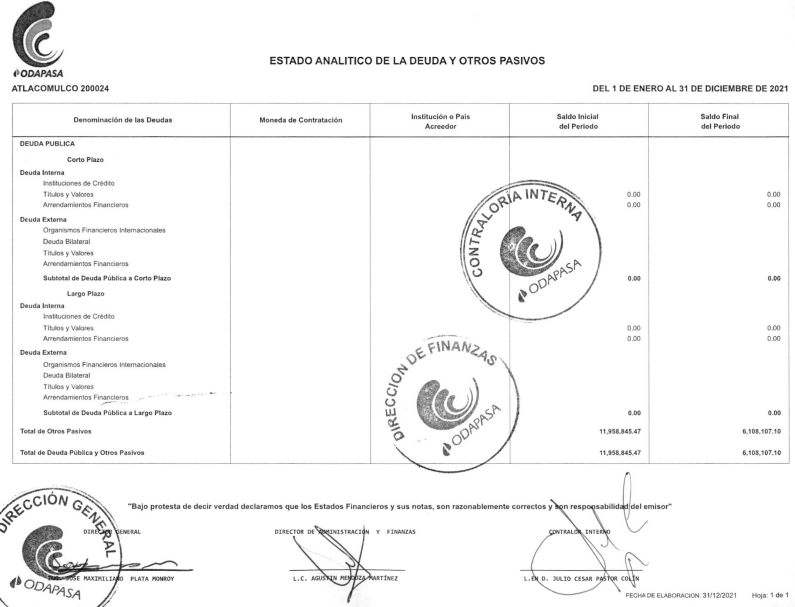 ODAPASA
ESTADO ANALITICO DE LA DEUDA Y OTROS PASIVOS
ATLACOMULCO 200024
DEL 1 DE ENERO AL 31 DE DICIEMBRE DE 2021
Denominación de las Deudas Moneda de Contratación Institución o País Acreedor Saldo Inicial del Periodo Saldo Final del Periodo
DEUDA PUBLICA
Corto Plazo
Deuda Interna
Instituciones de Crédito
Títulos y Valores 0.00 0.00
Arrendamientos Financieros 0.00 0.00
Deuda Externa
Organismos Financieros Internacionales
Deuda Bilateral
Títulos y Valores
Arrendamientos Financieros
Subtotal de Deuda Pública a Corto Plazo 0.00 0.00
CONTRALORÍA INTERNA
ODAPASA
Largo Plazo
Deuda Interna
Instituciones de Crédito
Títulos y Valores 0.00 0.00
Arrendamientos Financieros 0.00 0.00
Deuda Externa
Organismos Financieros Internacionales
Deuda Bilateral
Títulos y Valores
Arrendamientos Financieros
Subtotal de Deuda Pública a Largo Plazo 0.00 0.00
DIRECCION DE FINANZAS
ODAPASA
Total de Otros Pasivos 11,958,845.47 6,108,107.10
Total de Deuda Pública y Otros Pasivos 11,958,845.47 6,108,107.10
"Bajo protesta de decir verdad declaramos que los Estados Financieros y sus notas, son razonablemente correctos y son responsabilidad del emisor"
DIRECCIÓN GENERAL
ODAPASA
DIRECTOR GENERAL DIRECTOR DE ADMINISTRACIÓN Y FINANZAS CONTRALOR INTERNO
ING. JOSE MAXIMILIANO PLATA MONROY L.C. AGUSTIN MENDOZA MARTÍNEZ L.EN D. JULIO CESAR PASTOR COLÍN
FECHA DE ELABORACION: 31/12/2021 Hoja: 1 de 1